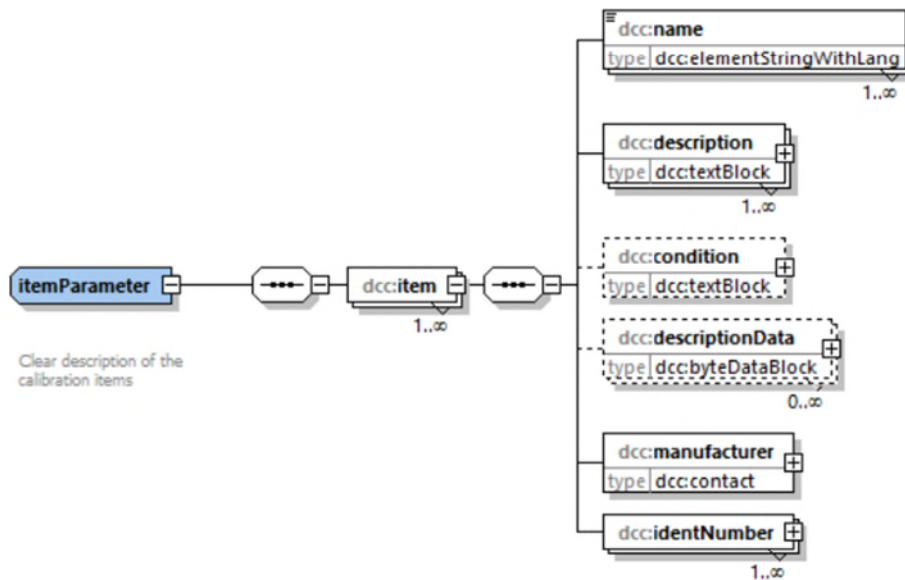 dcc:name
type dcc:elementStringWithLang
1..∞
dcc:description
type dcc:textBlock
1..∞
dcc:condition
type dcc:textBlock
itemParameter
dcc:item
1..∞
Clear description of the
calibration items
dcc:descriptionData
type dcc:byteDataBlock
0..∞
dcc:manufacturer
type dcc:contact
dcc:identNumber
1..∞